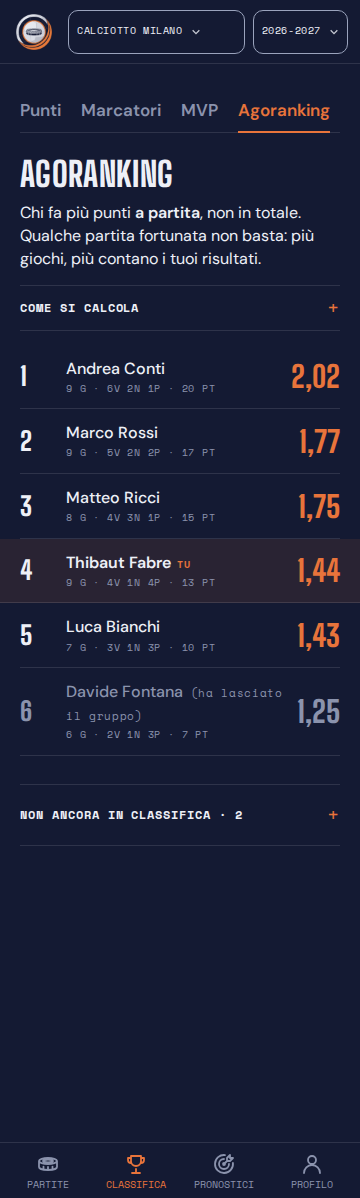 CALCIOTTO MILANO
2026-2027
Punti Marcatori MVP Agoranking
AGORANKING
Chi fa più punti a partita, non in totale.
Qualche partita fortunata non basta: più
giochi, più contano i tuoi risultati.
COME SI CALCOLA +
1 Andrea Conti 2,02
9 G · 6V 2N 1P · 20 PT
2 Marco Rossi 1,77
9 G · 5V 2N 2P · 17 PT
3 Matteo Ricci 1,75
8 G · 4V 3N 1P · 15 PT
4 Thibaut Fabre TU 1,44
9 G · 4V 1N 4P · 13 PT
5 Luca Bianchi 1,43
7 G · 3V 1N 3P · 10 PT
6 Davide Fontana (ha lasciato
il gruppo) 1,25
6 G · 2V 1N 3P · 7 PT
NON ANCORA IN CLASSIFICA · 2 +
PARTITE CLASSIFICA PRONOSTICI PROFILO